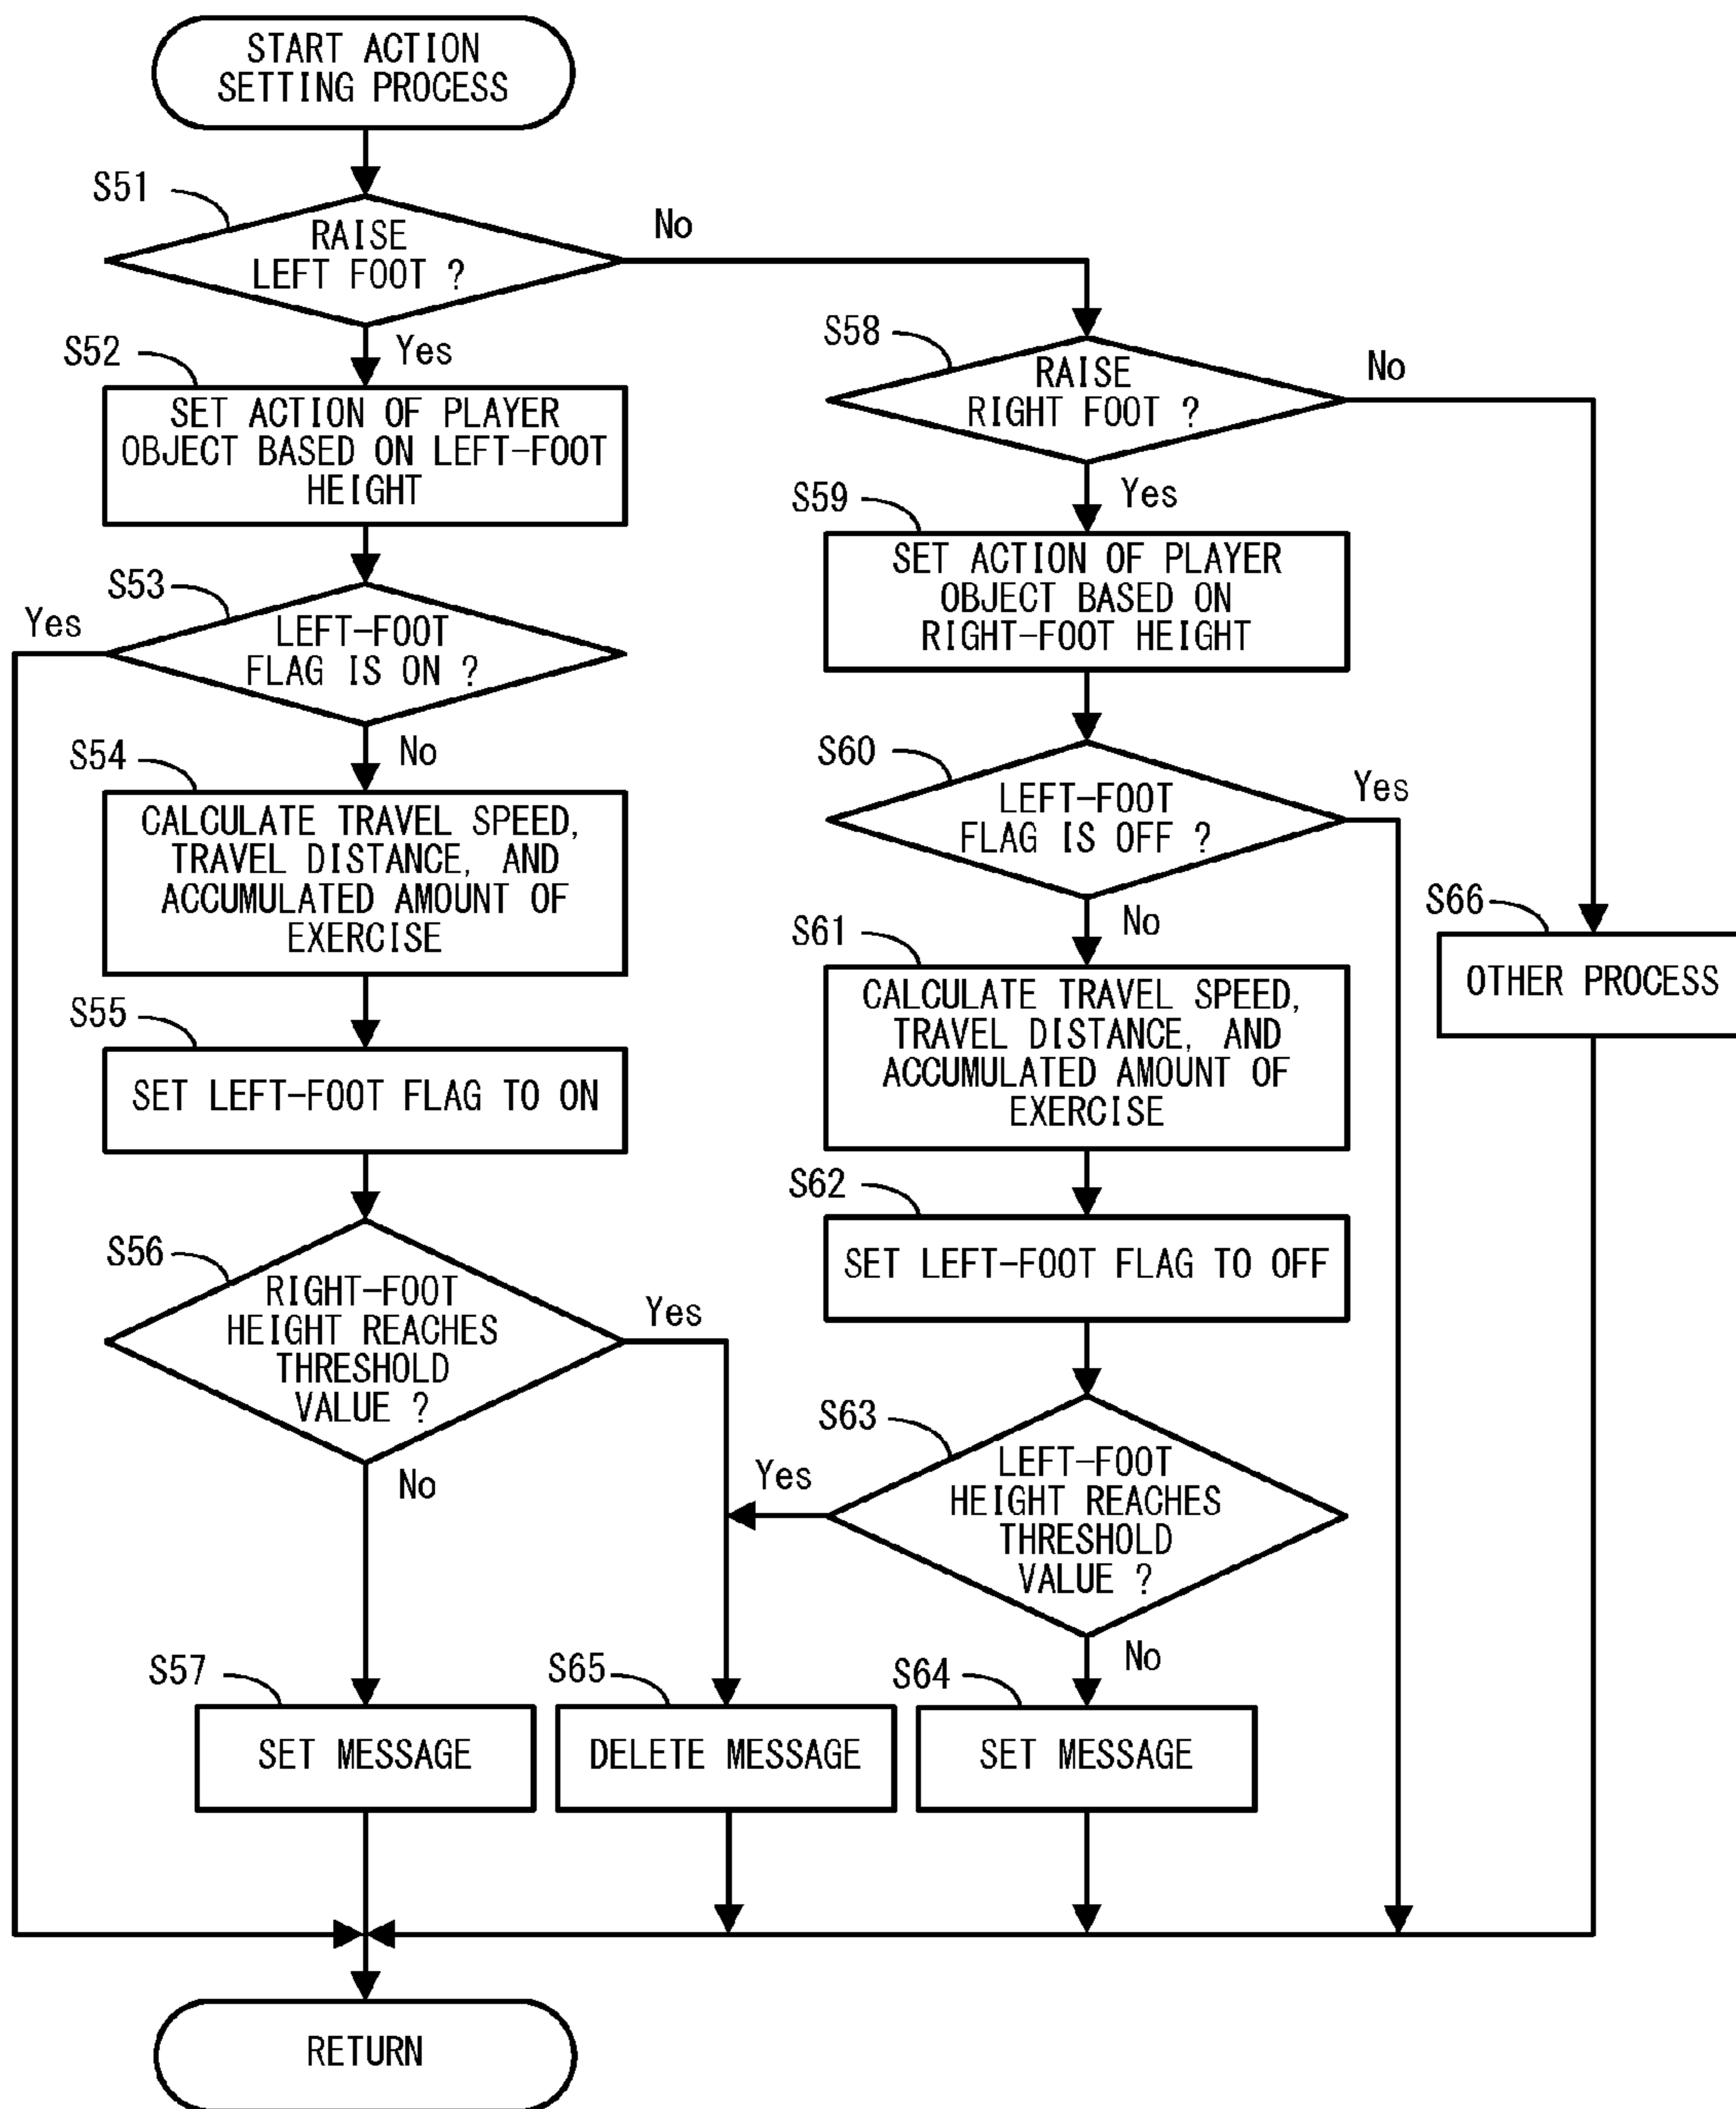 START ACTION
SETTING PROCESS
S51
RAISE
LEFT FOOT ?
No
Yes
S52
SET ACTION OF PLAYER
OBJECT BASED ON LEFT-FOOT
HEIGHT
S53
Yes
LEFT-FOOT
FLAG IS ON ?
No
S54
CALCULATE TRAVEL SPEED,
TRAVEL DISTANCE, AND
ACCUMULATED AMOUNT OF
EXERCISE
S55
SET LEFT-FOOT FLAG TO ON
S56
RIGHT-FOOT
HEIGHT REACHES
THRESHOLD
VALUE ?
Yes
No
S57
SET MESSAGE
S58
RAISE
RIGHT FOOT ?
No
Yes
S59
SET ACTION OF PLAYER
OBJECT BASED ON
RIGHT-FOOT HEIGHT
S60
LEFT-FOOT
FLAG IS OFF ?
Yes
No
S61
CALCULATE TRAVEL SPEED,
TRAVEL DISTANCE, AND
ACCUMULATED AMOUNT OF
EXERCISE
S62
SET LEFT-FOOT FLAG TO OFF
S63
Yes
LEFT-FOOT
HEIGHT REACHES
THRESHOLD
VALUE ?
No
S65
DELETE MESSAGE
S64
SET MESSAGE
S66
OTHER PROCESS
RETURN